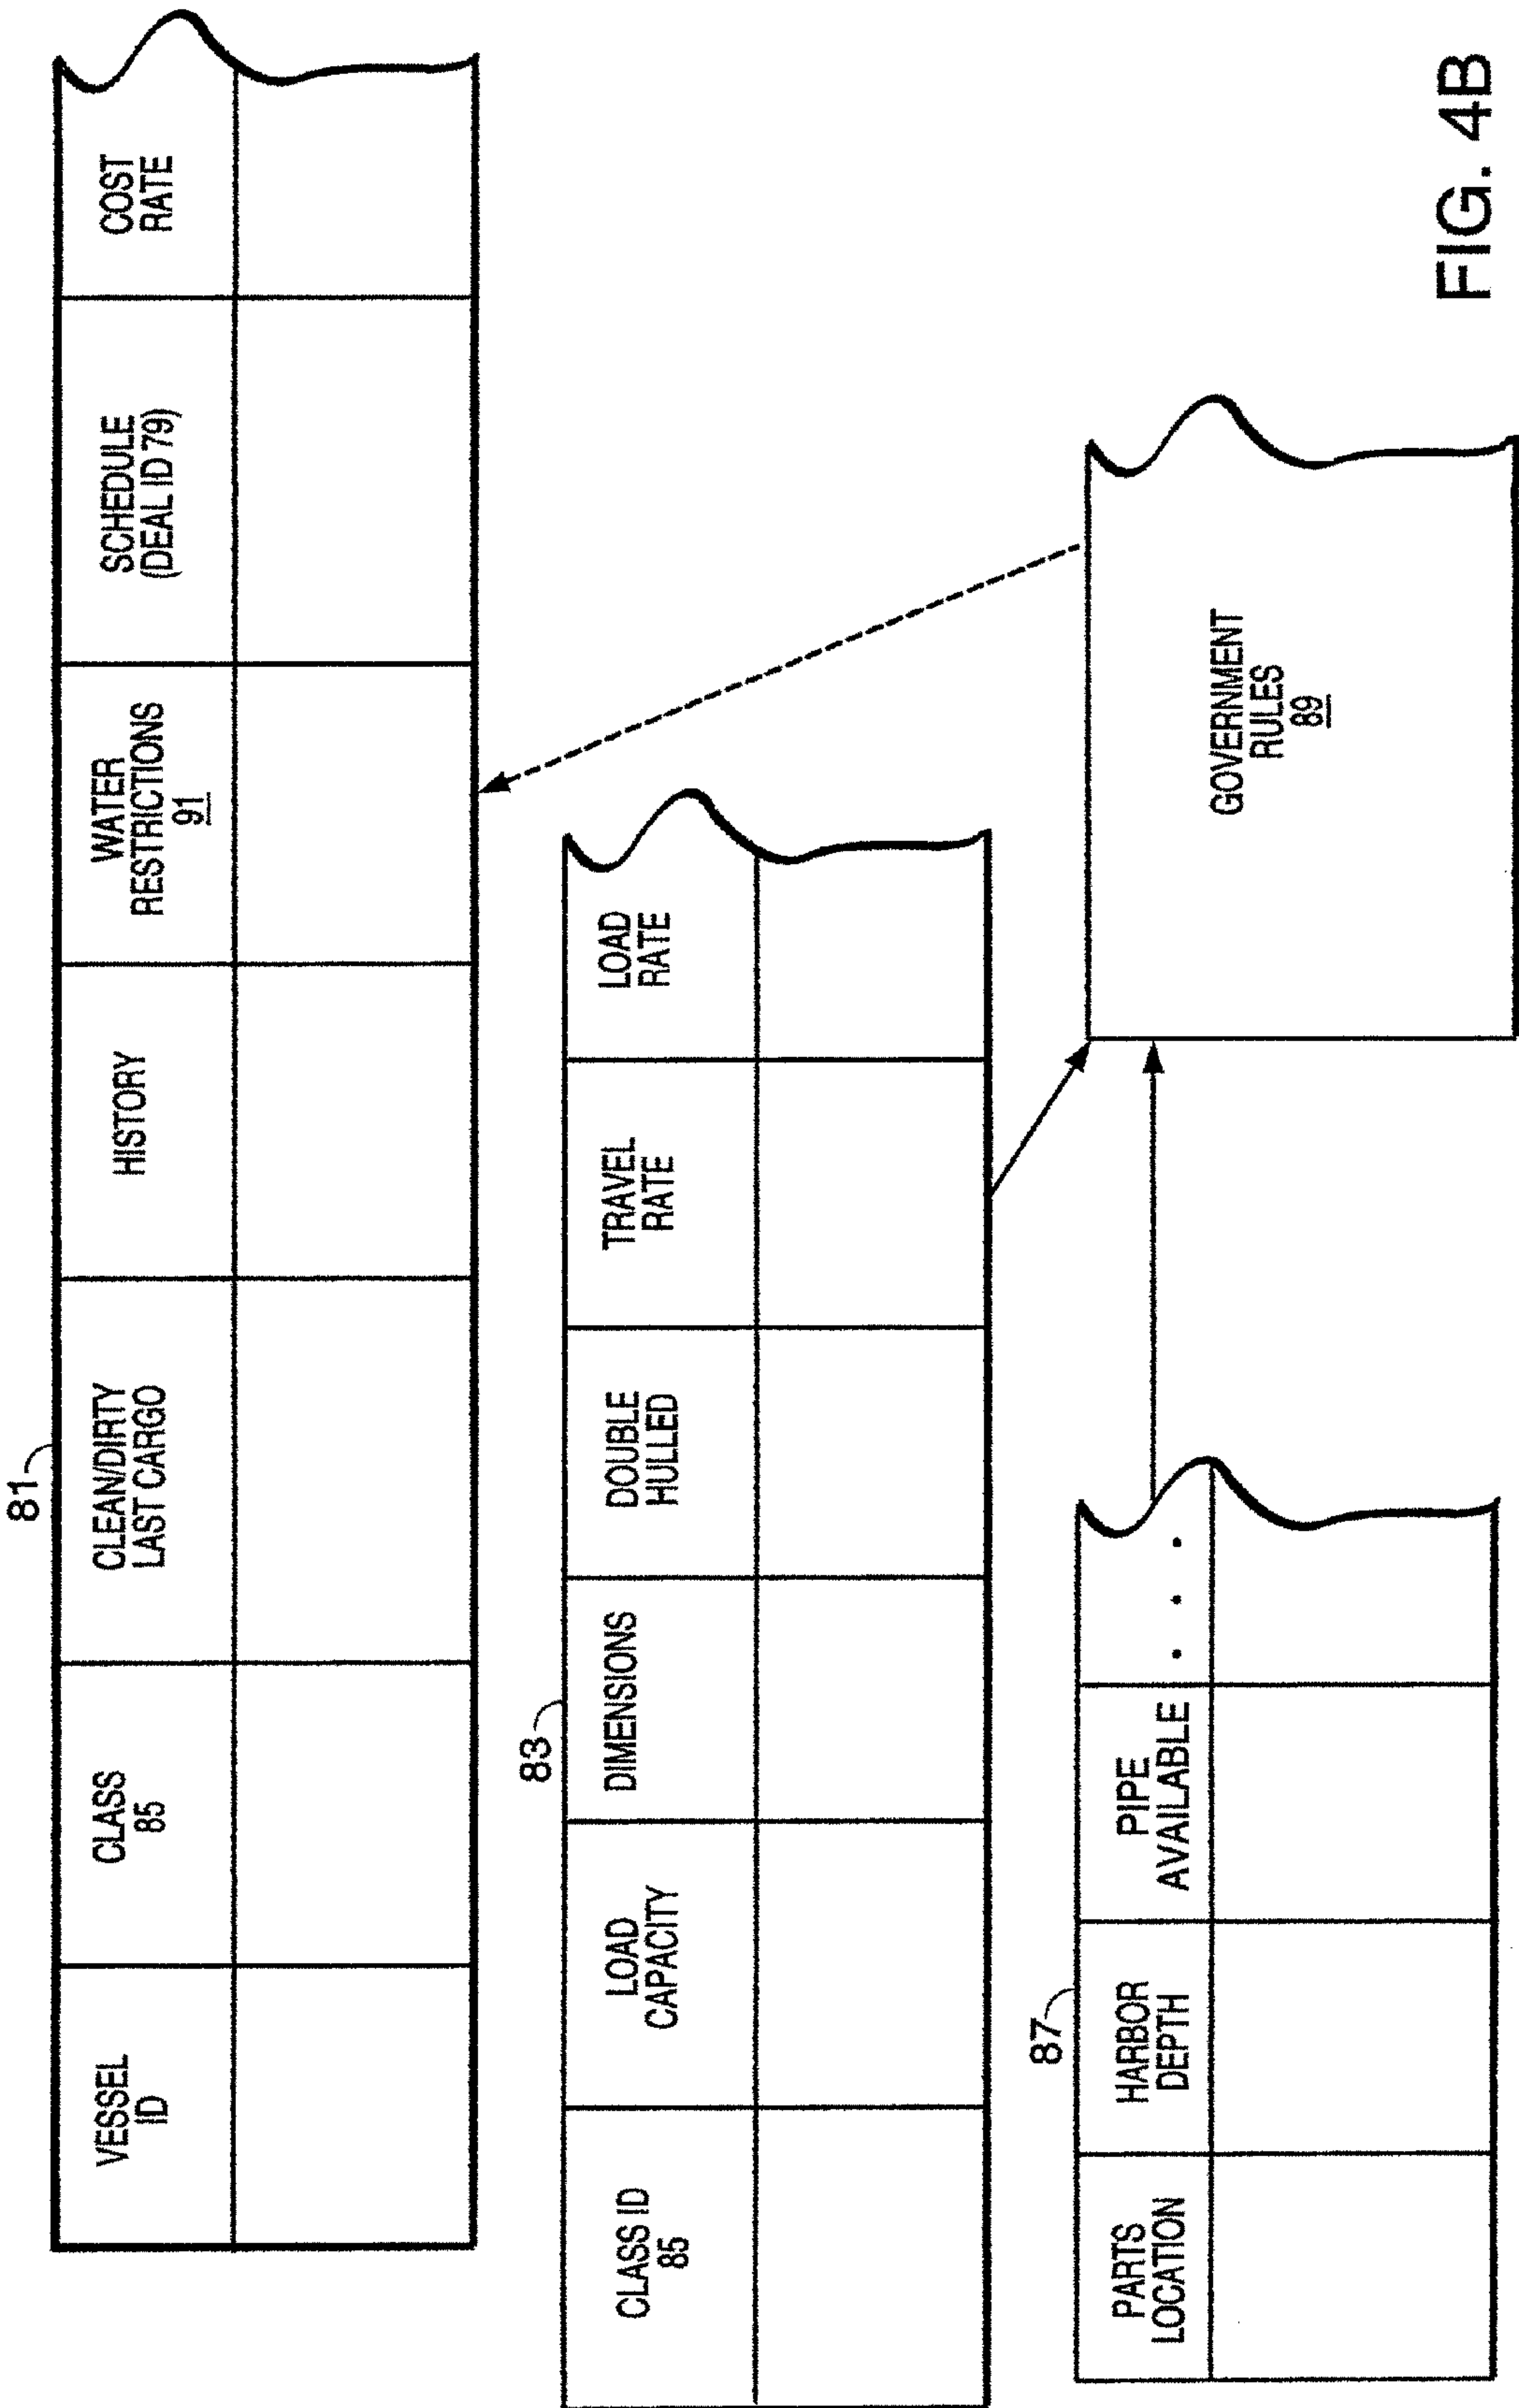 81
VESSEL
ID
CLASS
85
CLEAN/DIRTY
LAST CARGO
HISTORY
WATER
RESTRICTIONS
91
SCHEDULE
(DEAL ID 79)
COST
RATE
83
CLASS ID
85
LOAD
CAPACITY
DIMENSIONS
DOUBLE
HULLED
TRAVEL
RATE
LOAD
RATE
87
PARTS
LOCATION
HARBOR
DEPTH
PIPE
AVAILABLE
. . .
GOVERNMENT
RULES
89
FIG. 4B